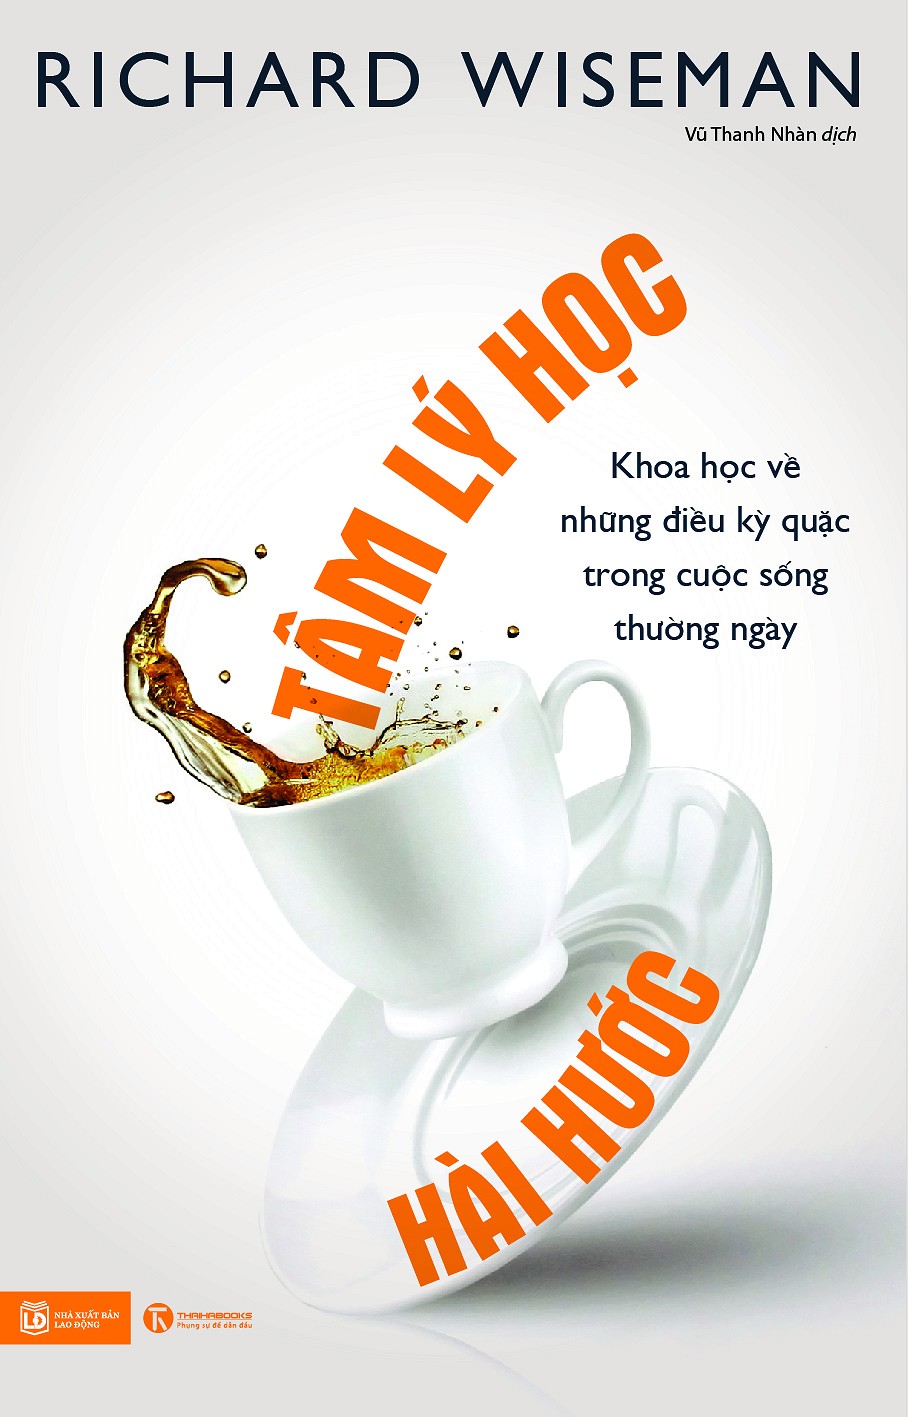 RICHARD WISEMAN
Vũ Thanh Nhàn dịch
TÂM LÝ HỌC
Khoa học về
những điều kỳ quặc
trong cuộc sống
thường ngày
HÀI HƯỚC
LĐ
NHÀ XUẤT BẢN
LAO ĐỘNG
THAIHABOOKS
Phụng sự để dẫn đầu